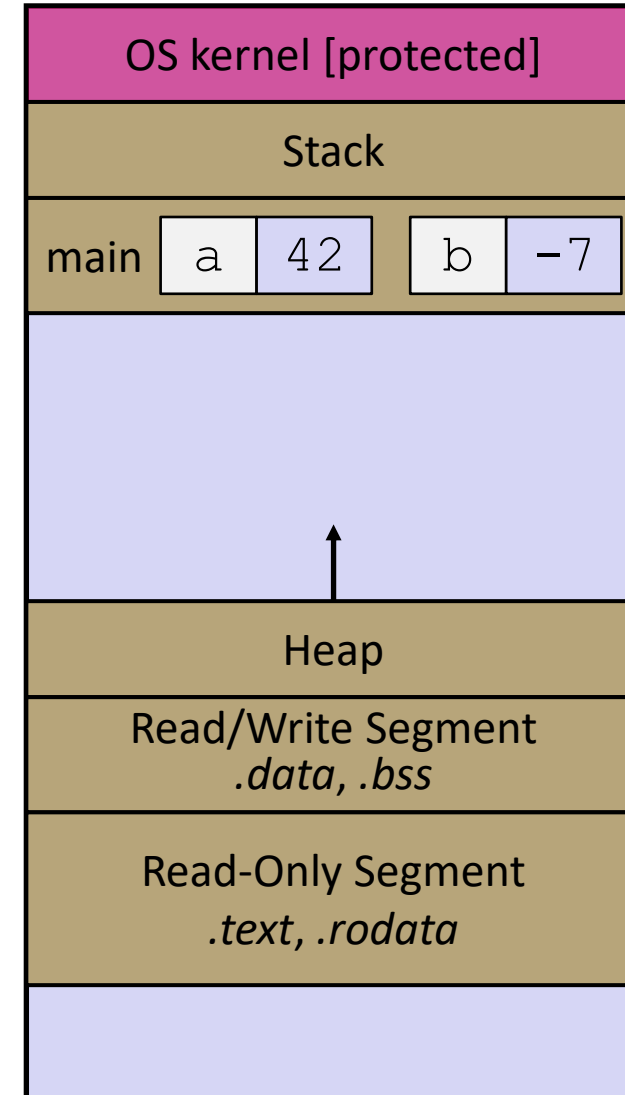 OS kernel [protected]
Stack
main a 42 b -7
Heap
Read/Write Segment
.data, .bss
Read-Only Segment
.text, .rodata